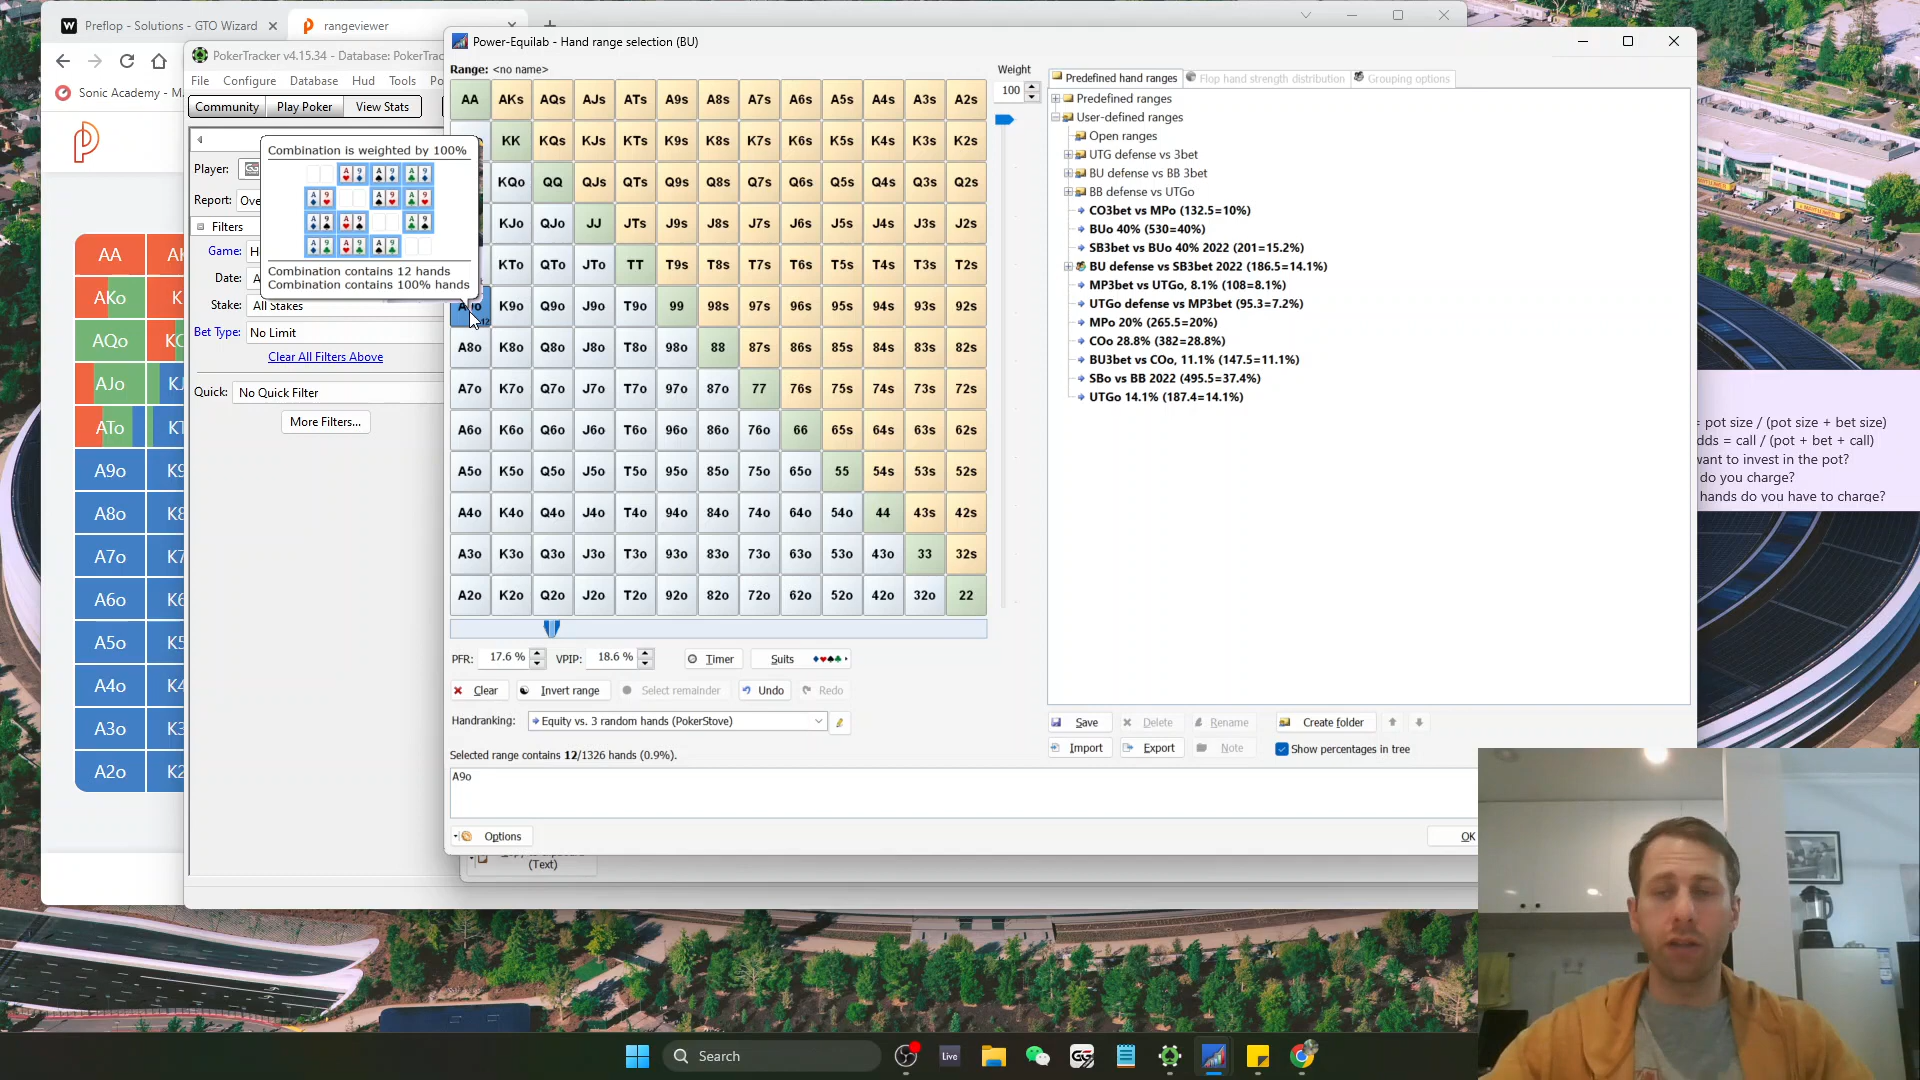 Preflop - Solutions - GTO Wizard
rangeviewer
Sonic Academy - M
PokerTracker v4.15.34 - Database: PokerTrac
File Education Database Hud Tools Po
Community Play Poker View Stats
Player:
Report: Ove
Filters
Game: H
Date: A
Stake: All Stakes
Bet Type: No Limit
Clear All Filters Above
Quick: No Quick Filter
More Filters...
AA
AKo K
AQo KQ
AJo KJ
ATo KT
A9o K9
A8o K8
A7o K7
A6o K6
A5o K5
A4o K4
A3o K3
A2o K2
Combination is weighted by 100%
Combination contains 12 hands
Combination contains 100% hands
Power-Equilab - Hand range selection (BU)
Range: <no name>
Weight
100
AA AKs AQs AJs ATs A9s A8s A7s A6s A5s A4s A3s A2s
KK KQs KJs KTs K9s K8s K7s K6s K5s K4s K3s K2s
KQo QQ QJs QTs Q9s Q8s Q7s Q6s Q5s Q4s Q3s Q2s
KJo QJo JJ JTs J9s J8s J7s J6s J5s J4s J3s J2s
KTo QTo JTo TT T9s T8s T7s T6s T5s T4s T3s T2s
K9o Q9o J9o T9o 99 98s 97s 96s 95s 94s 93s 92s
A8o K8o Q8o J8o T8o 98o 88 87s 86s 85s 84s 83s 82s
A7o K7o Q7o J7o T7o 97o 87o 77 76s 75s 74s 73s 72s
A6o K6o Q6o J6o T6o 96o 86o 76o 66 65s 64s 63s 62s
A5o K5o Q5o J5o T5o 95o 85o 75o 65o 55 54s 53s 52s
A4o K4o Q4o J4o T4o 94o 84o 74o 64o 54o 44 43s 42s
A3o K3o Q3o J3o T3o 93o 83o 73o 63o 53o 43o 33 32s
A2o K2o Q2o J2o T2o 92o 82o 72o 62o 52o 42o 32o 22
PFR: 17.6 % VPIP: 18.6 % Timer Suits
Clear Invert range Select remainder Undo Redo
Handranking: Equity vs. 3 random hands (PokerStove)
Selected range contains 12/1326 hands (0.9%).
A9o
Options
OK
(Text)
Predefined hand ranges Flop hand strength distribution Grouping options
Predefined ranges
User-defined ranges
Open ranges
UTG defense vs 3bet
BU defense vs BB 3bet
BB defense vs UTGo
CO3bet vs MPo (132.5=10%)
BUo 40% (530=40%)
SB3bet vs BUo 40% 2022 (201=15.2%)
BU defense vs SB3bet 2022 (186.5=14.1%)
MP3bet vs UTGo, 8.1% (108=8.1%)
UTGo defense vs MP3bet (95.3=7.2%)
MPo 20% (265.5=20%)
COo 28.8% (382=28.8%)
BU3bet vs COo, 11.1% (147.5=11.1%)
SBo vs BB 2022 (495.5=37.4%)
UTGo 14.1% (187.4=14.1%)
Save Delete Rename Create folder
Import Export Note Show percentages in tree
= pot size / (pot size + bet size)
dds = call / (pot + bet + call)
want to invest in the pot?
do you charge?
hands do you have to charge?
Search
Live